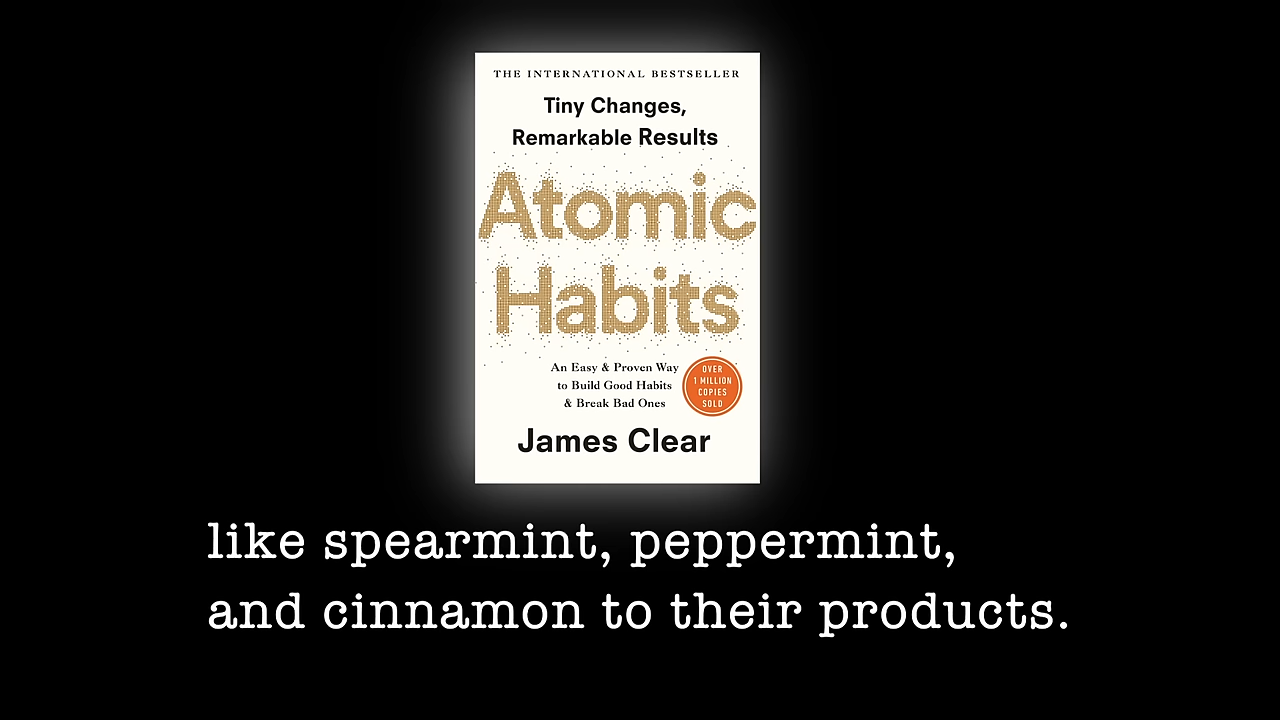 THE INTERNATIONAL BESTSELLER
Tiny Changes,
Remarkable Results
Atomic
Habits
An Easy & Proven Way
to Build Good Habits
& Break Bad Ones
OVER
1 MILLION
COPIES
SOLD
James Clear
like spearmint, peppermint,
and cinnamon to their products.